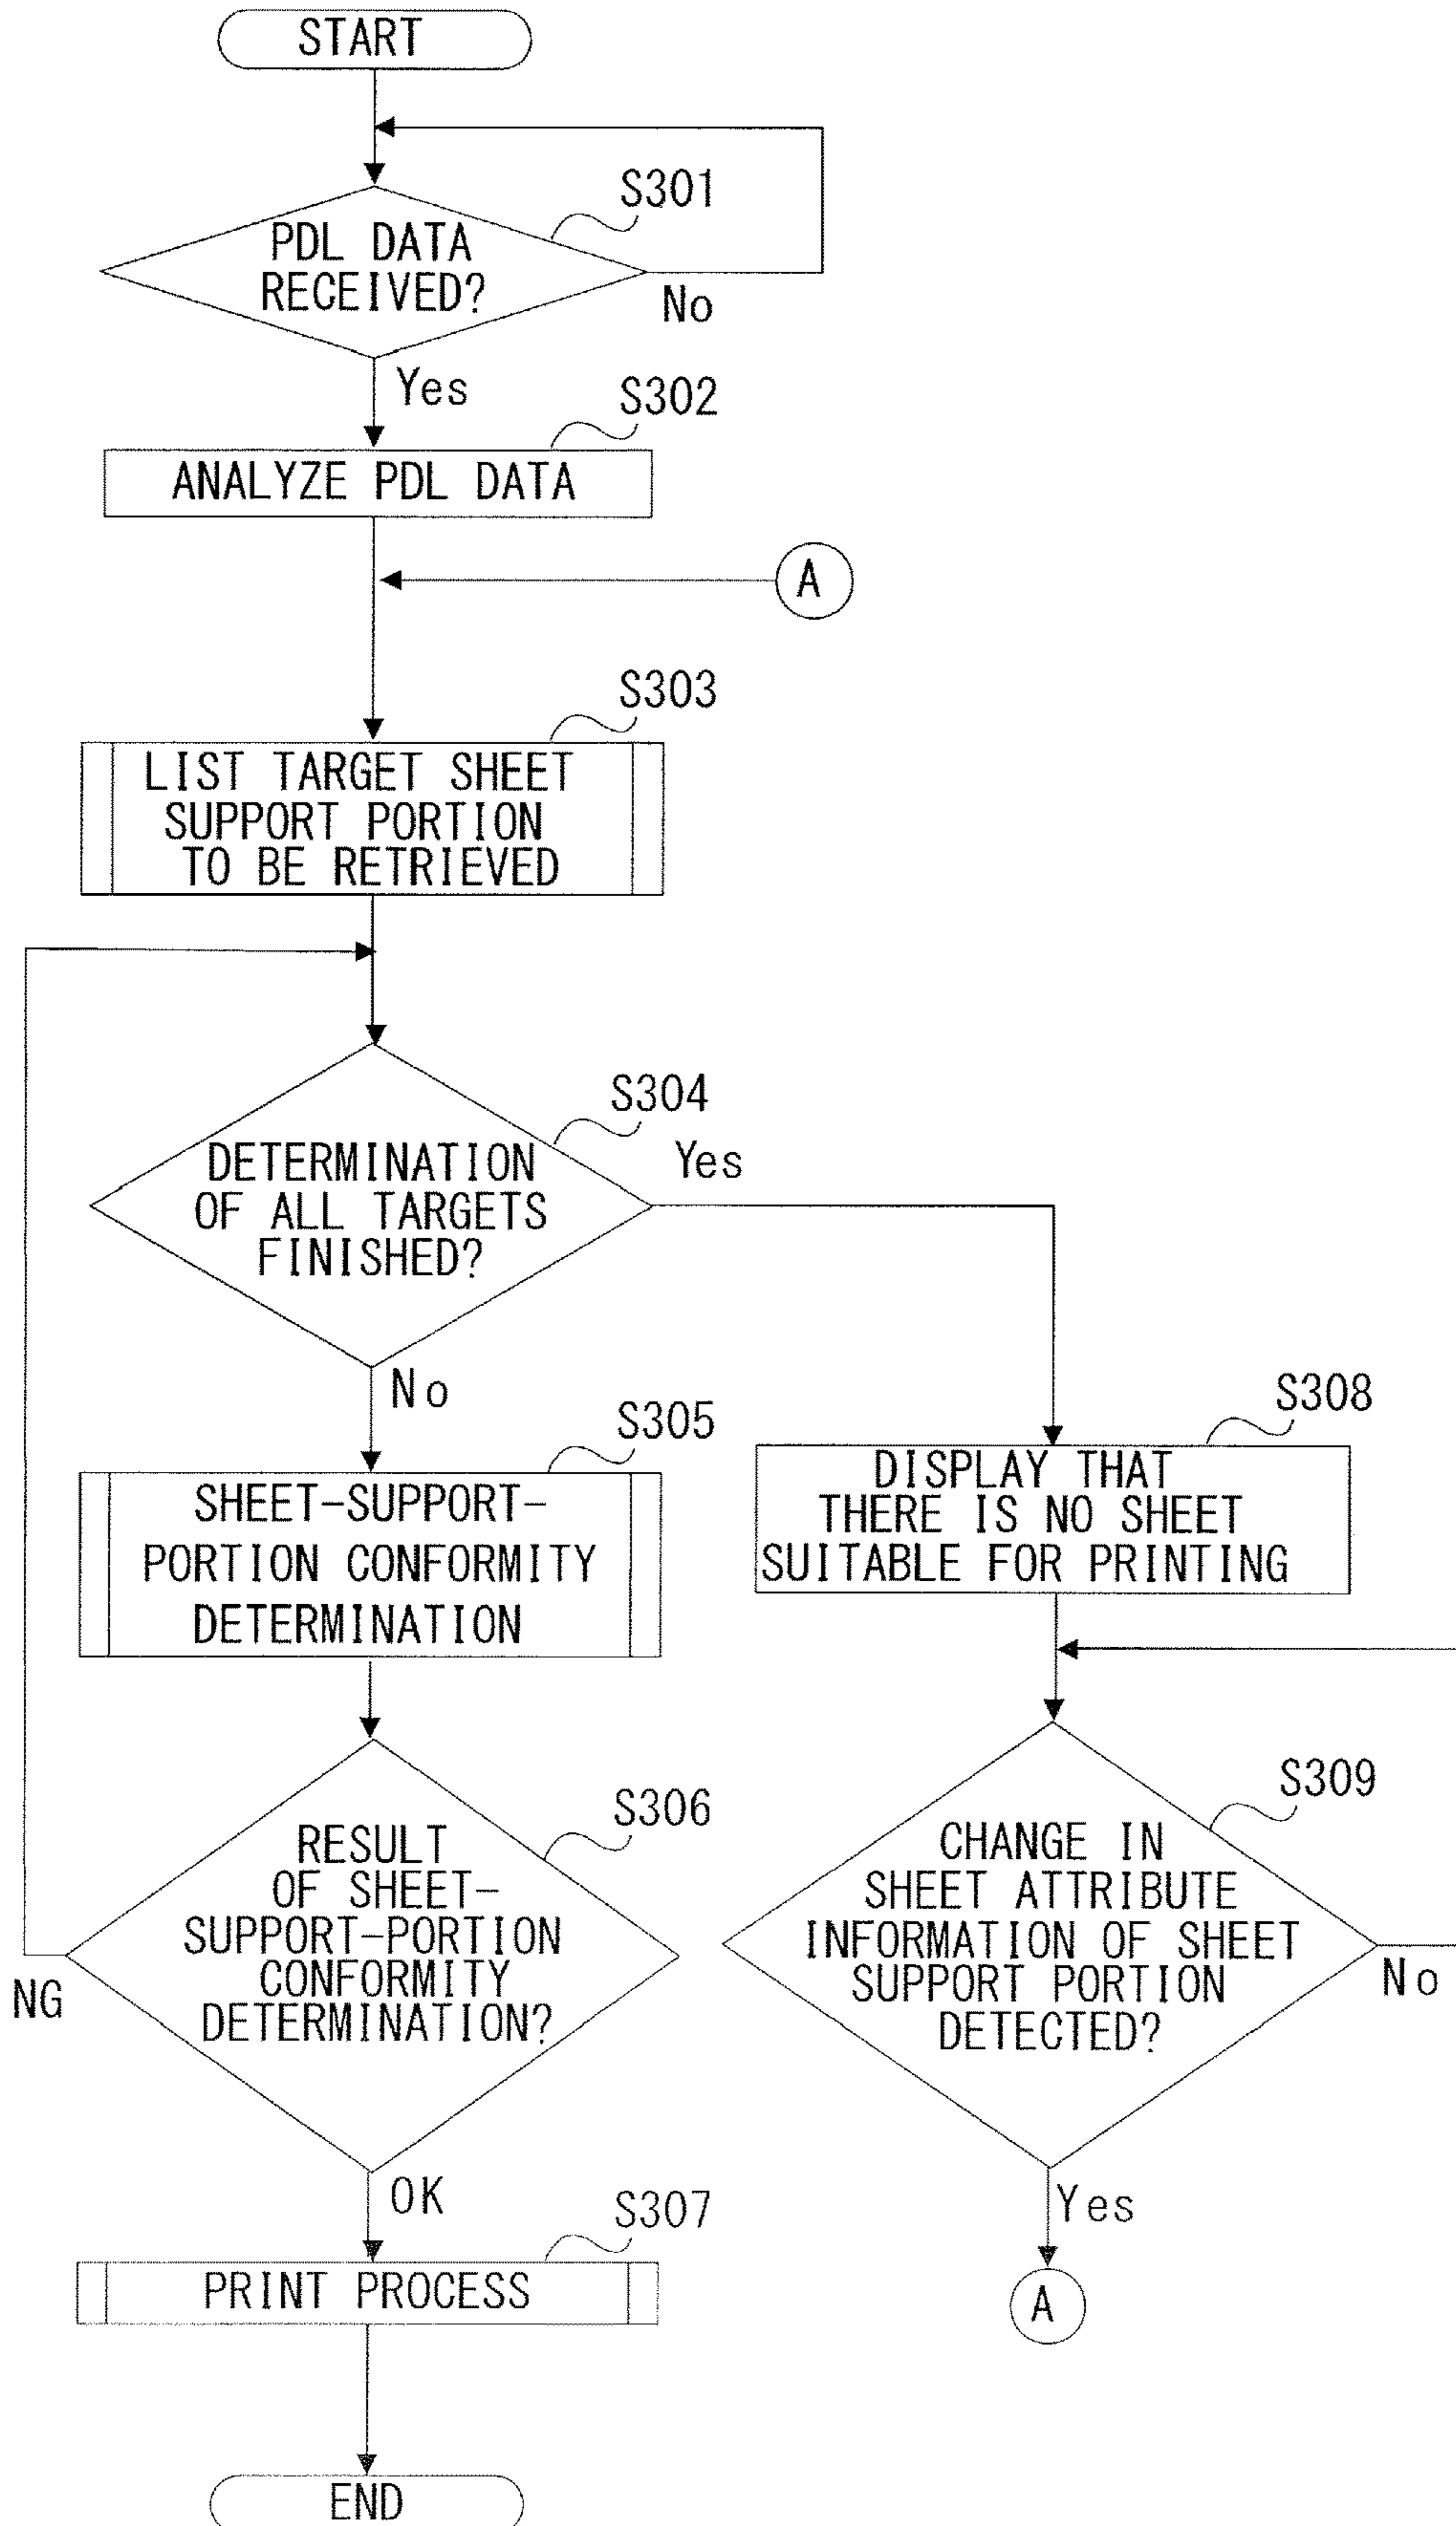 START
S301
PDL DATA
RECEIVED?
No
Yes
S302
ANALYZE PDL DATA
A
S303
LIST TARGET SHEET
SUPPORT PORTION
TO BE RETRIEVED
S304
DETERMINATION
OF ALL TARGETS
FINISHED?
Yes
No
S305
SHEET-SUPPORT-
PORTION CONFORMITY
DETERMINATION
S308
DISPLAY THAT
THERE IS NO SHEET
SUITABLE FOR PRINTING
S306
RESULT
OF SHEET-
SUPPORT-PORTION
CONFORMITY
DETERMINATION?
NG
OK
S309
CHANGE IN
SHEET ATTRIBUTE
INFORMATION OF SHEET
SUPPORT PORTION
DETECTED?
No
Yes
A
S307
PRINT PROCESS
END